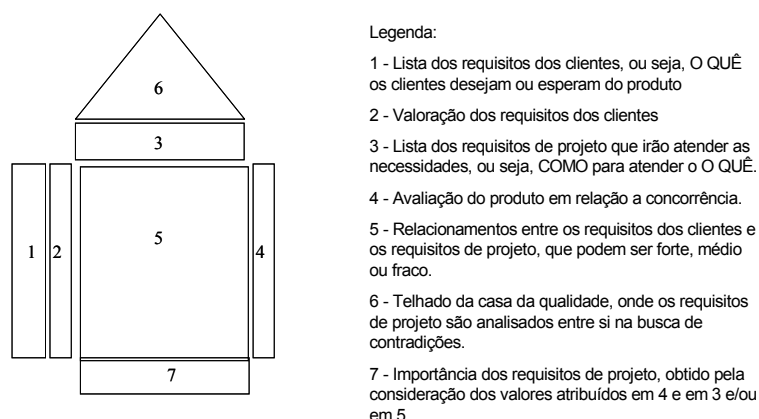 6
3
1
2
5
4
7
Legenda:
1 - Lista dos requisitos dos clientes, ou seja, O QUÊ
os clientes desejam ou esperam do produto
2 - Valoração dos requisitos dos clientes
3 - Lista dos requisitos de projeto que irão atender as
necessidades, ou seja, COMO para atender o O QUÊ.
4 - Avaliação do produto em relação a concorrência.
5 - Relacionamentos entre os requisitos dos clientes e
os requisitos de projeto, que podem ser forte, médio
ou fraco.
6 - Telhado da casa da qualidade, onde os requisitos
de projeto são analisados entre si na busca de
contradições.
7 - Importância dos requisitos de projeto, obtido pela
consideração dos valores atribuídos em 4 e em 3 e/ou
em 5